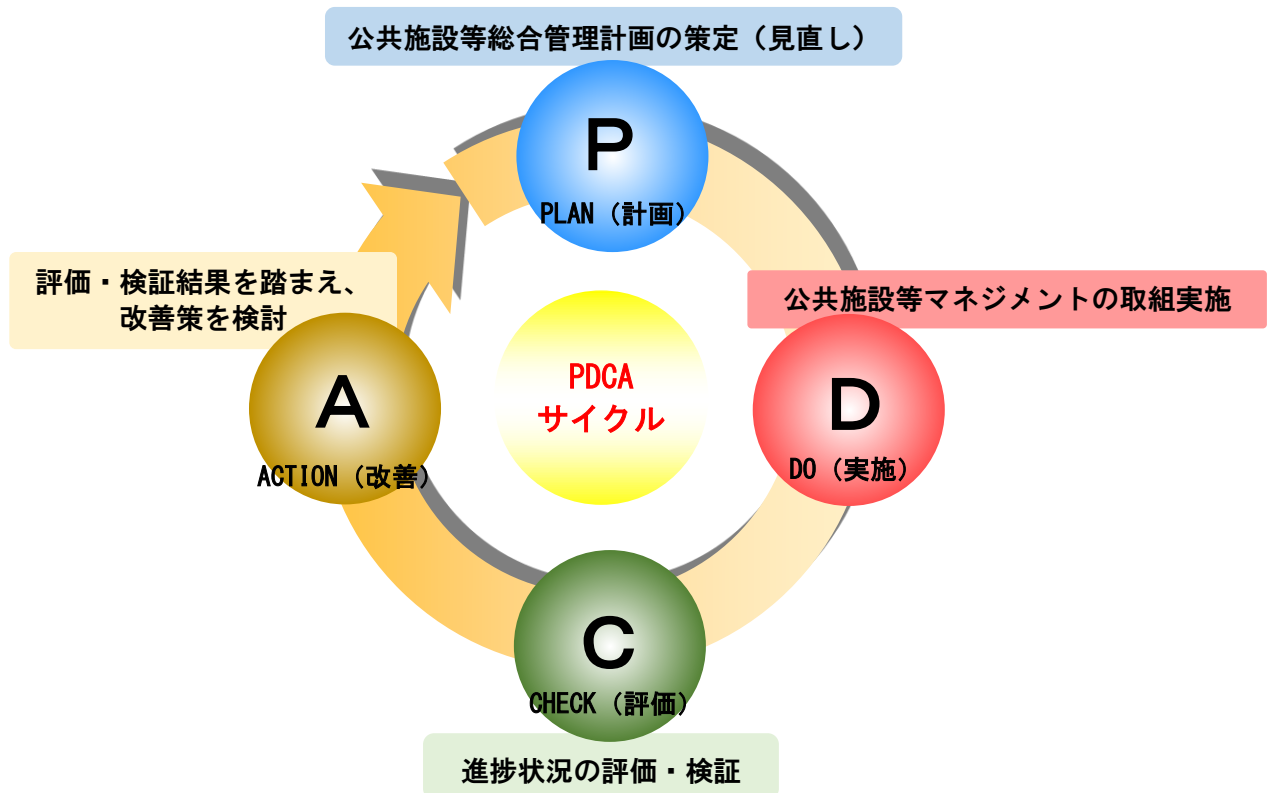 公共施設等総合管理計画の策定（見直し）
P
PLAN（計画）
公共施設等マネジメントの取組実施
D
DO（実施）
進捗状況の評価・検証
C
CHECK（評価）
評価・検証結果を踏まえ、
改善策を検討
A
ACTION（改善）
PDCA
サイクル